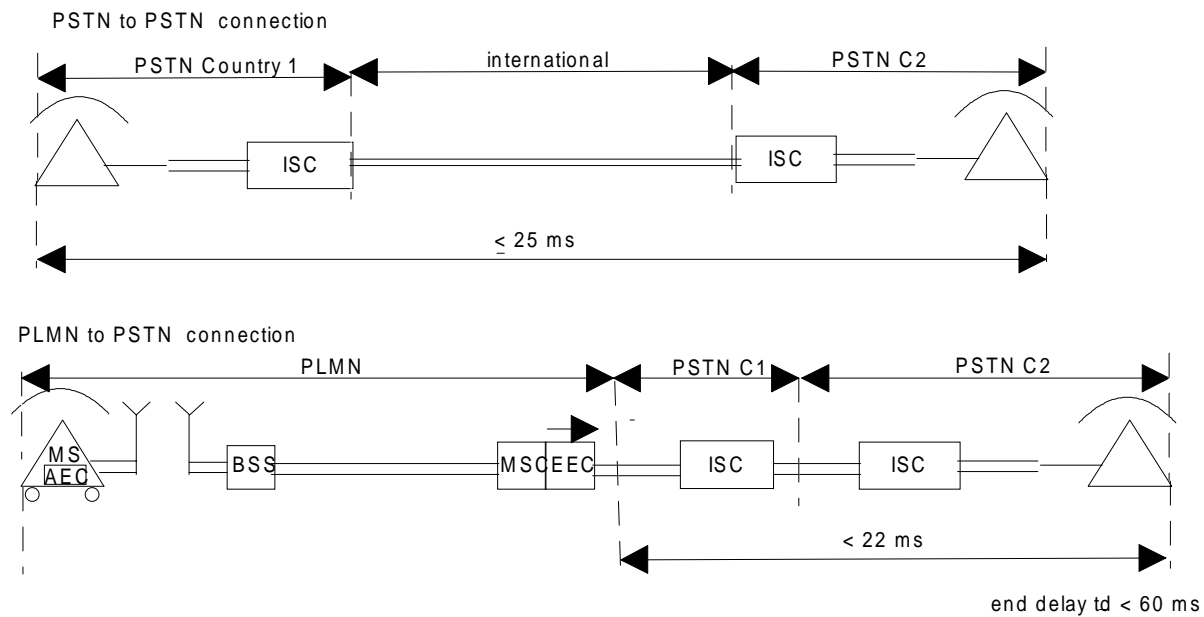 PSTN to PSTN connection
PSTN Country 1
international
PSTN C2
ISC
ISC
≤ 25 ms
PLMN to PSTN connection
PLMN
PSTN C1
PSTN C2
MS
AEC
BSS
MSC
EEC
ISC
ISC
< 22 ms
end delay td < 60 ms